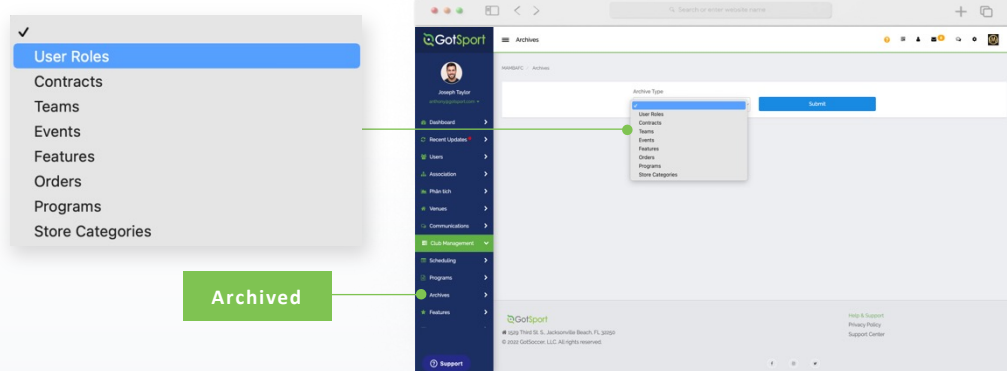 ✓
User Roles
Contracts
Teams
Events
Features
Orders
Programs
Store Categories
Archived
Search or enter website name
GotSport
Archives
Joseph Taylor
Dashboard
Recent Updates
Users
Association
Phân tích
Venues
Communications
Club Management
Scheduling
Programs
Archives
Features
Support
Archives
Archive Type
✓
User Roles
Contracts
Teams
Events
Features
Orders
Programs
Store Categories
Submit
GotSport
1529 Third St. S., Jacksonville Beach, FL 32250
© 2022 GotSoccer, LLC. All rights reserved.
Help & Support
Privacy Policy
Support Center